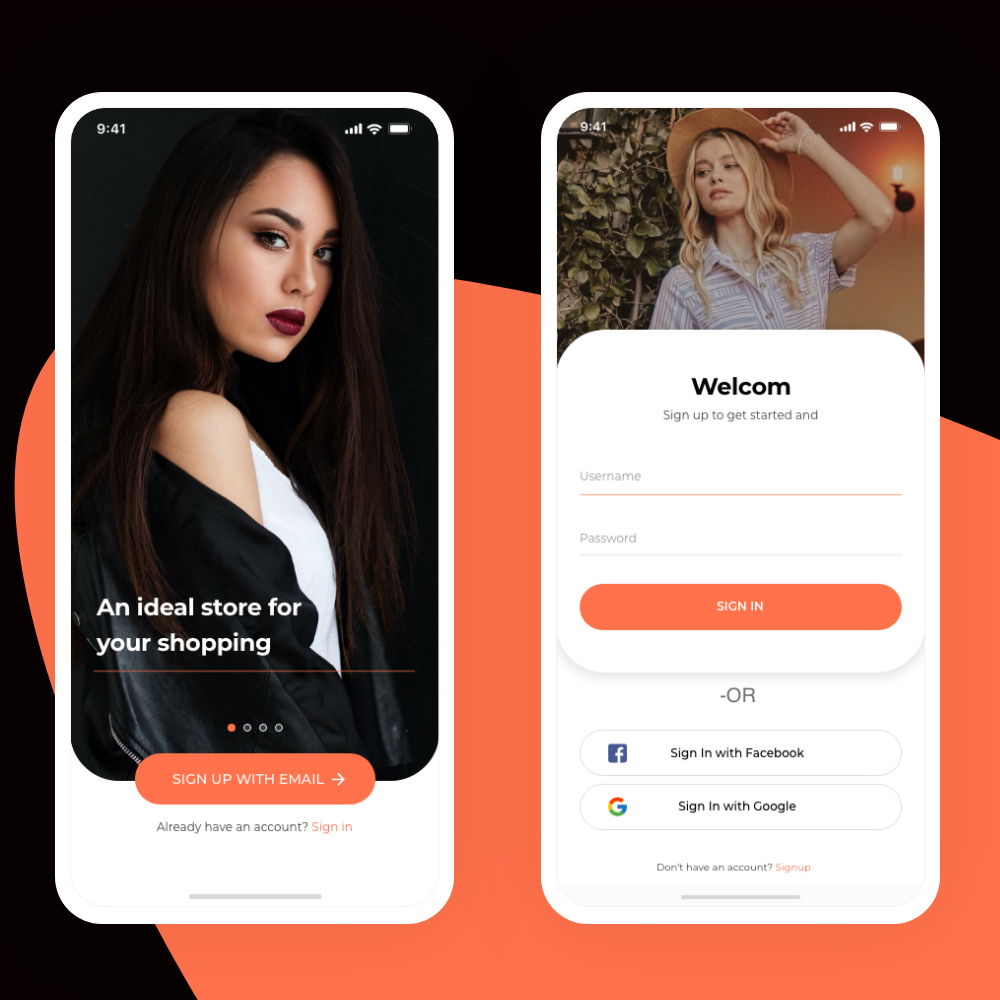 9:41
An ideal store for
your shopping
SIGN UP WITH EMAIL →
Already have an account? Sign in
9:41
Welcom
Sign up to get started and
Username
Password
SIGN IN
-OR
Sign In with Facebook
Sign In with Google
Don't have an account? Signup